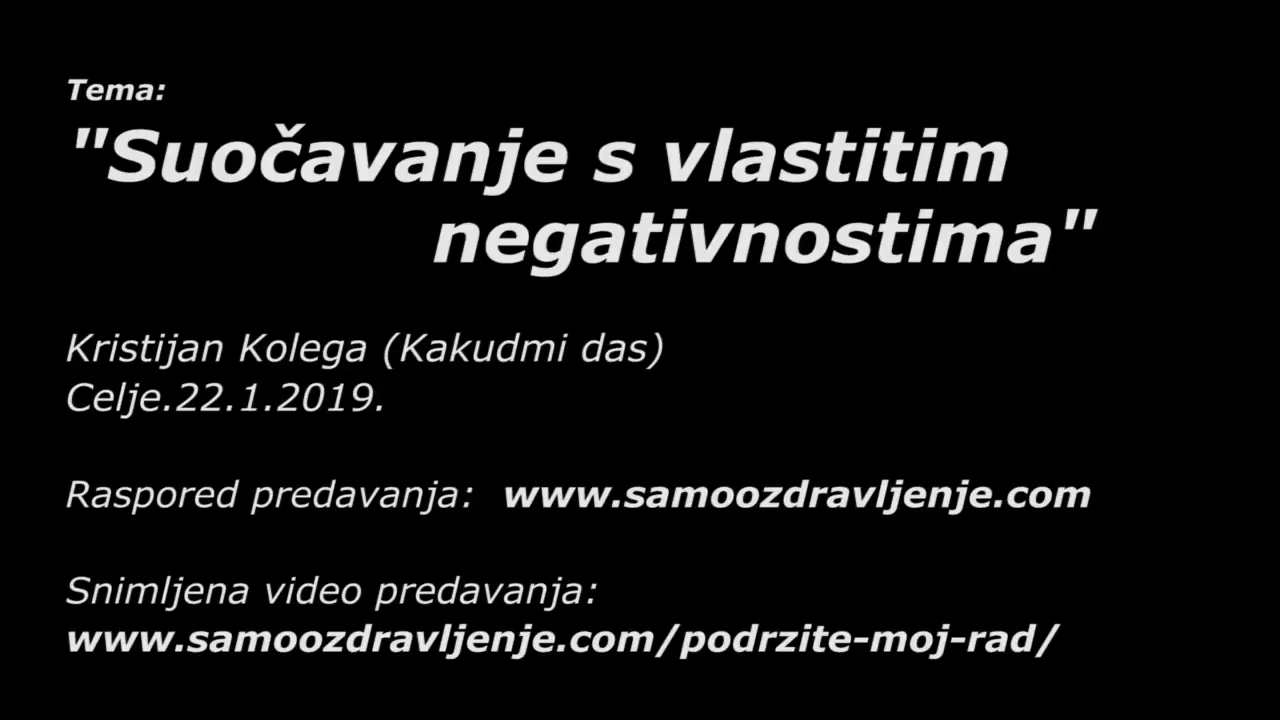 Tema:
"Suočavanje s vlastitim
negativnostima"
Kristijan Kolega (Kakudmi das)
Celje.22.1.2019.
Raspored predavanja: www.samoozdravljenje.com
Snimljena video predavanja:
www.samoozdravljenje.com/podrzite-moj-rad/